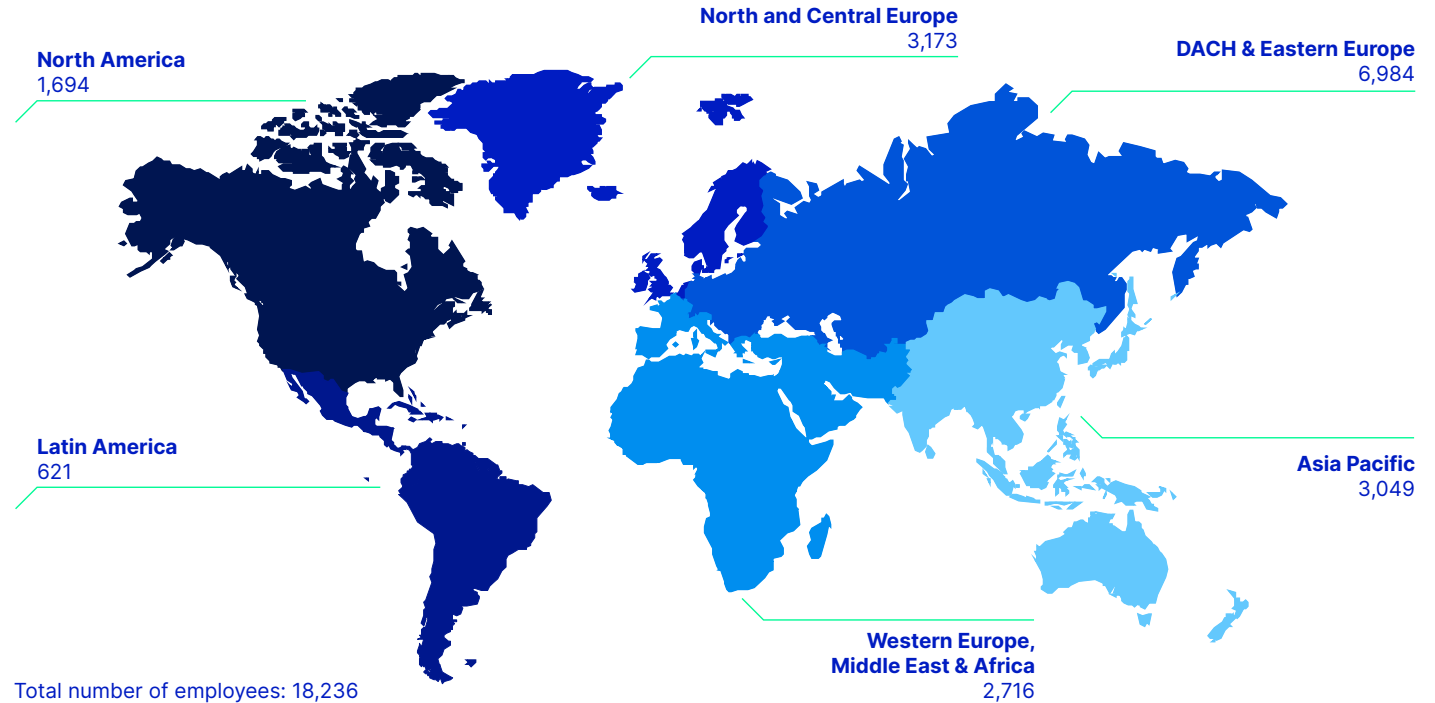 North and Central Europe
3,173
North America
1,694
DACH & Eastern Europe
6,984
Latin America
621
Asia Pacific
3,049
Western Europe,
Middle East & Africa
2,716
Total number of employees: 18,236